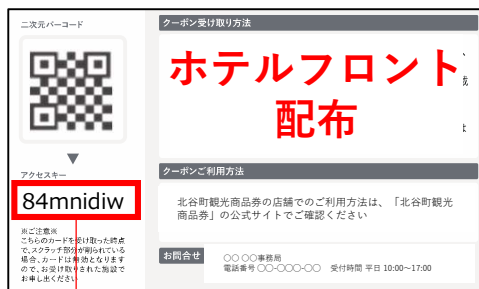 二次元バーコード
アクセスキー
84mnidiw
※ご注意※
こちらのカードを受け取った時点
で、スクラッチ部分が削られている
場合、カードは無効となります
ので、お受け取りされた施設で
お申し出ください
クーポン受け取り方法
ホテルフロント
配布
クーポンご利用方法
北谷町観光商品券の店舗でのご利用方法は、「北谷町観光
商品券」の公式サイトでご確認ください
お問合せ
〇〇 〇〇事務局
電話番号 〇〇-〇〇〇-〇〇 受付時間 平日 10:00~17:00